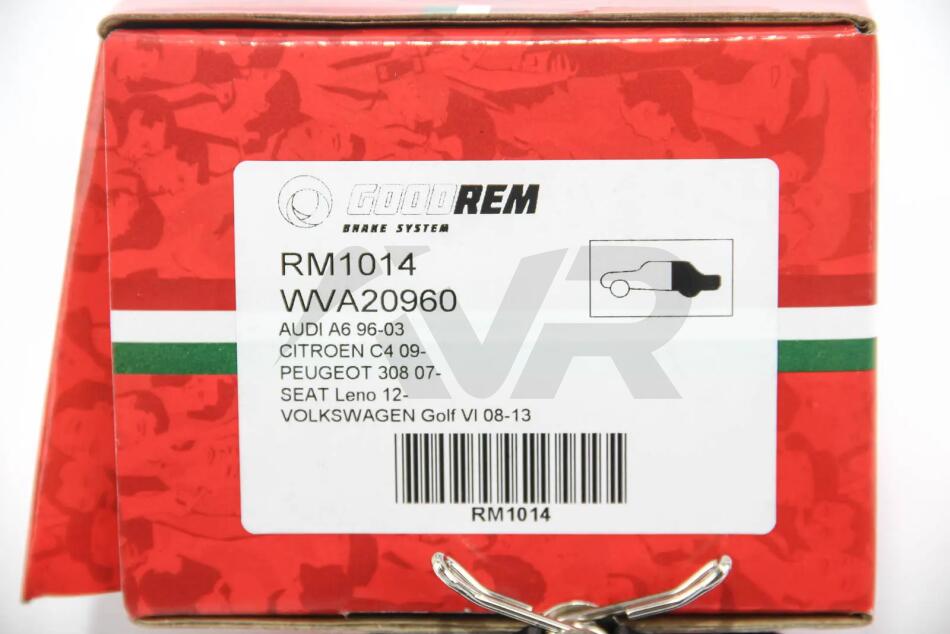 GOODREM
BRAKE SYSTEM
RM1014
WVA20960
AUDI A6 96-03
CITROEN C4 09-
PEUGEOT 308 07-
SEAT Leno 12-
VOLKSWAGEN Golf VI 08-13
RM1014
VR